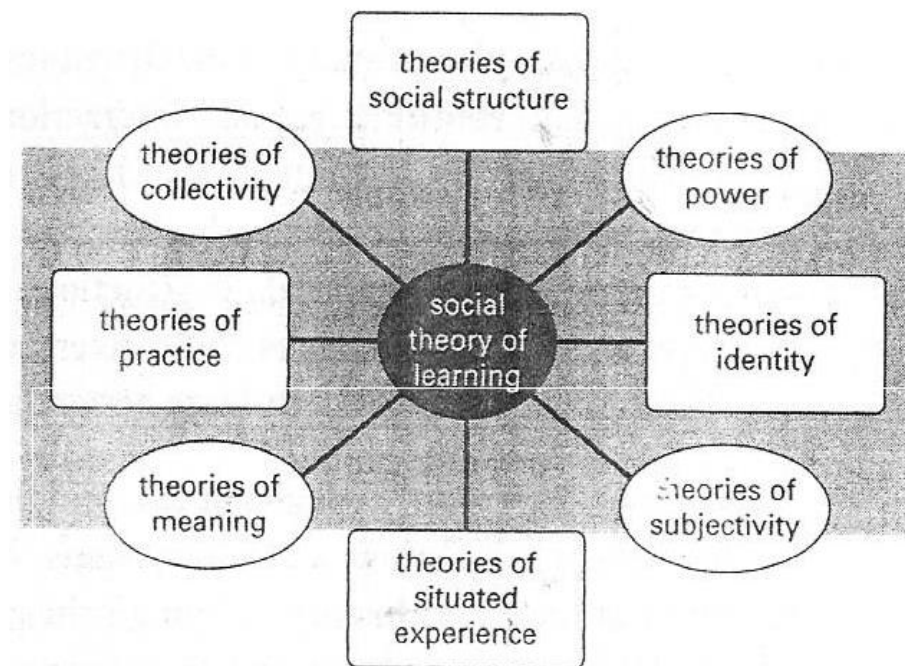 theories of
social structure
theories of
collectivity
theories of
power
theories of
practice
social
theory of
learning
theories of
identity
theories of
meaning
theories of
subjectivity
theories of
situated
experience